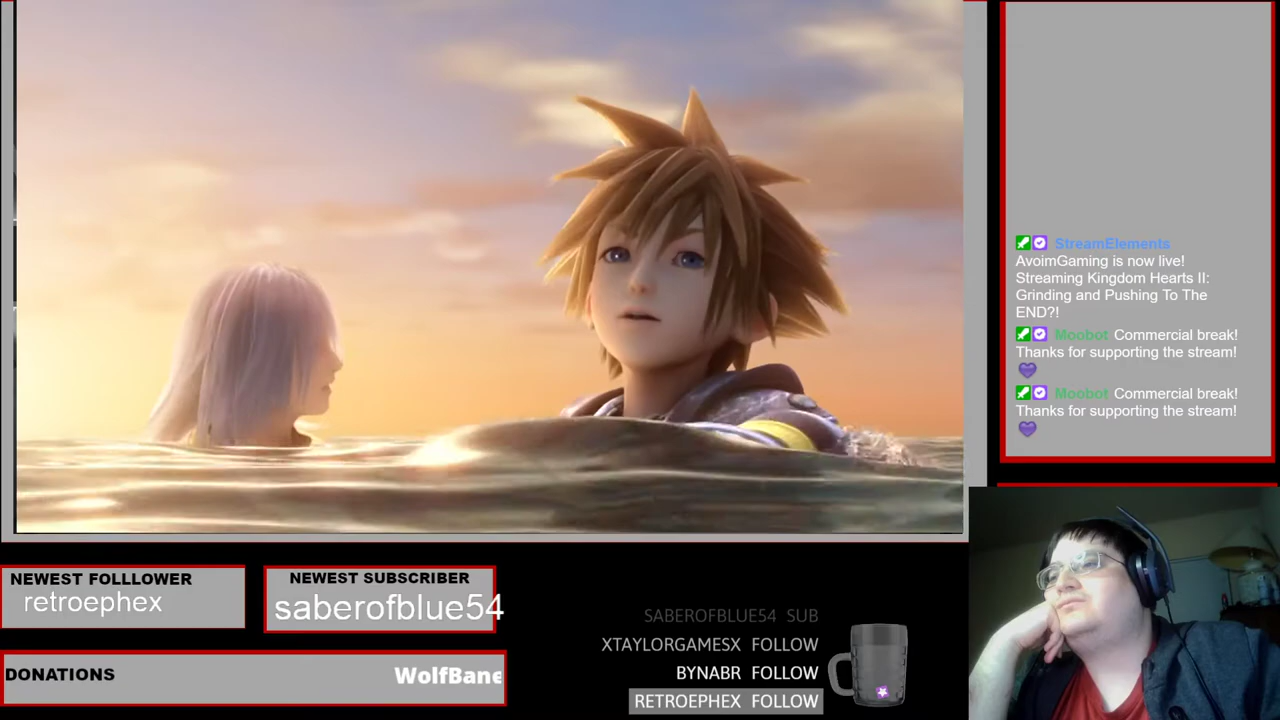 StreamElements
AvoimGaming is now live!
Streaming Kingdom Hearts II:
Grinding and Pushing To The
END?!
Moobot Commercial break!
Thanks for supporting the stream!
Moobot Commercial break!
Thanks for supporting the stream!
NEWEST FOLLLOWER
retroephex
NEWEST SUBSCRIBER
saberofblue54
DONATIONS
WolfBane
SABEROFBLUE54 SUB
XTAYLORGAMESX FOLLOW
BYNABR FOLLOW
RETROEPHEX FOLLOW